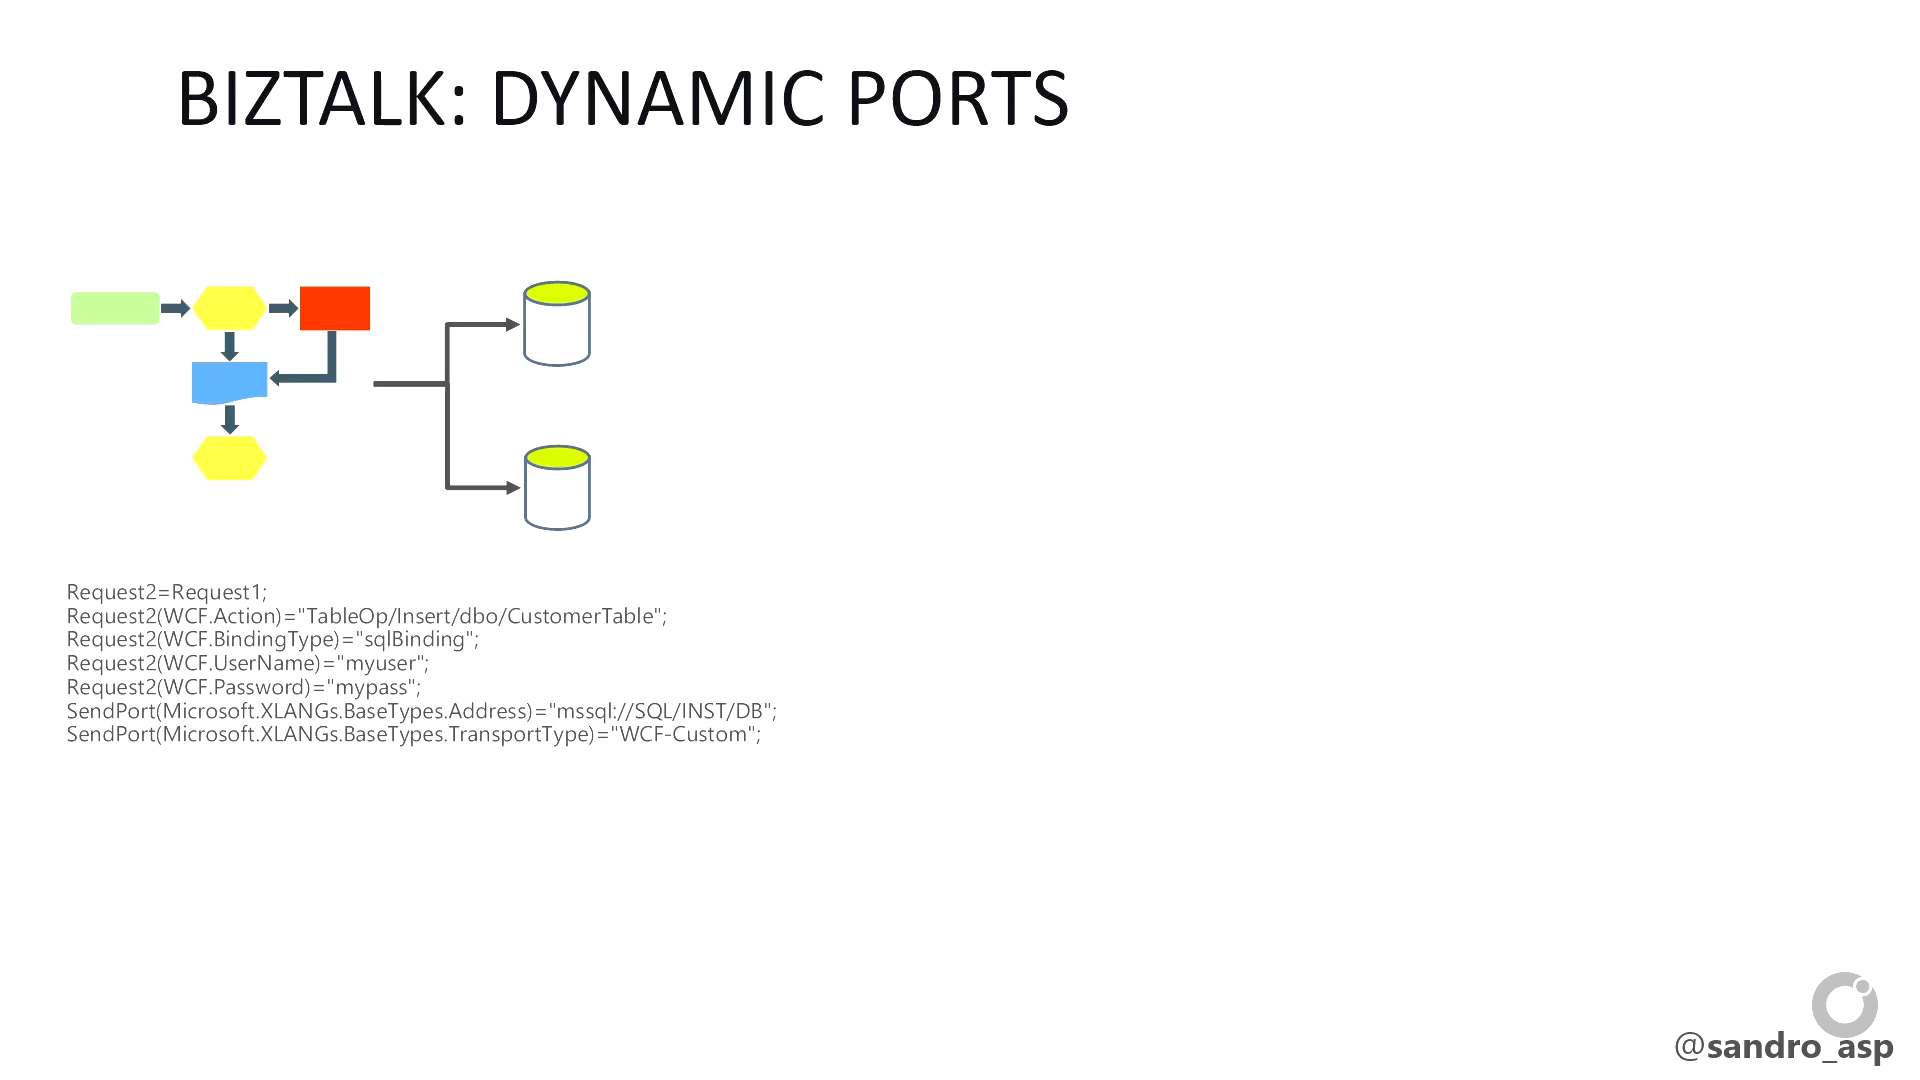 BIZTALK: DYNAMIC PORTS
Request2=Request1;
Request2(WCF.Action)="TableOp/Insert/dbo/CustomerTable";
Request2(WCF.BindingType)="sqlBinding";
Request2(WCF.UserName)="myuser";
Request2(WCF.Password)="mypass";
SendPort(Microsoft.XLANGs.BaseTypes.Address)="mssql://SQL/INST/DB";
SendPort(Microsoft.XLANGs.BaseTypes.TransportType)="WCF-Custom";
@sandro_asp